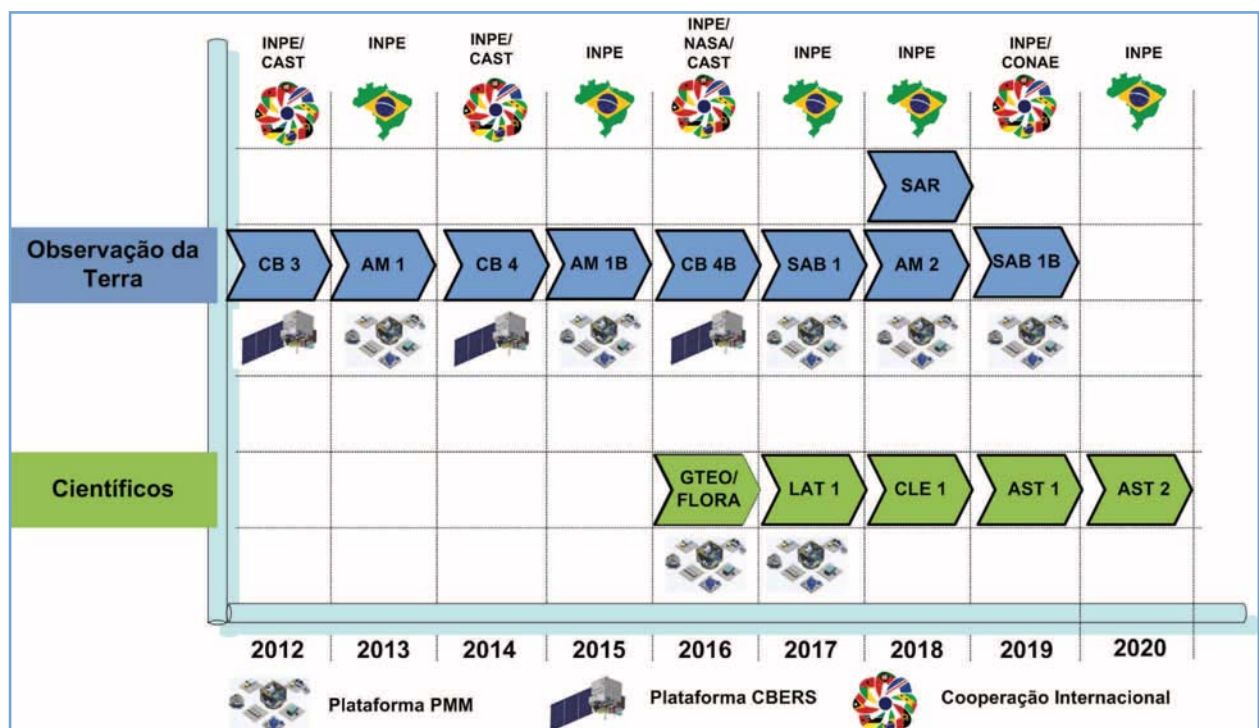 INPE/
CAST
INPE
INPE/
CAST
INPE
INPE/
NASA/
CAST
INPE
INPE
INPE/
CONAE
INPE
SAR
Observação da
Terra
CB 3
AM 1
CB 4
AM 1B
CB 4B
SAB 1
AM 2
SAB 1B
Científicos
GTEO/
FLORA
LAT 1
CLE 1
AST 1
AST 2
2012
2013
2014
2015
2016
2017
2018
2019
2020
Plataforma PMM
Plataforma CBERS
Cooperação Internacional